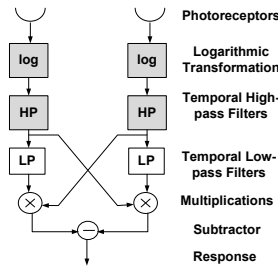 Photoreceptors
log log Logarithmic
Transformation
HP HP Temporal High-
pass Filters
LP LP Temporal Low-
pass Filters
Multiplications
Subtractor
Response